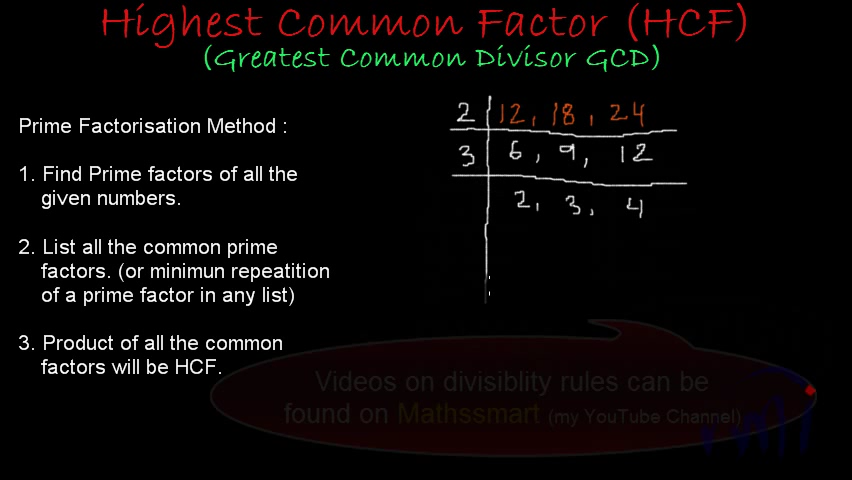 Highest Common Factor (HCF)
(Greatest Common Divisor GCD)
Prime Factorisation Method :
1. Find Prime factors of all the
given numbers.
2. List all the common prime
factors. (or minimun repeatition
of a prime factor in any list)
3. Product of all the common
factors will be HCF.
2 | 12, 18, 24
3 | 6, 9, 12
2, 3, 4
Videos on divisiblity rules can be
found on Mathssmart (my YouTube Channel)